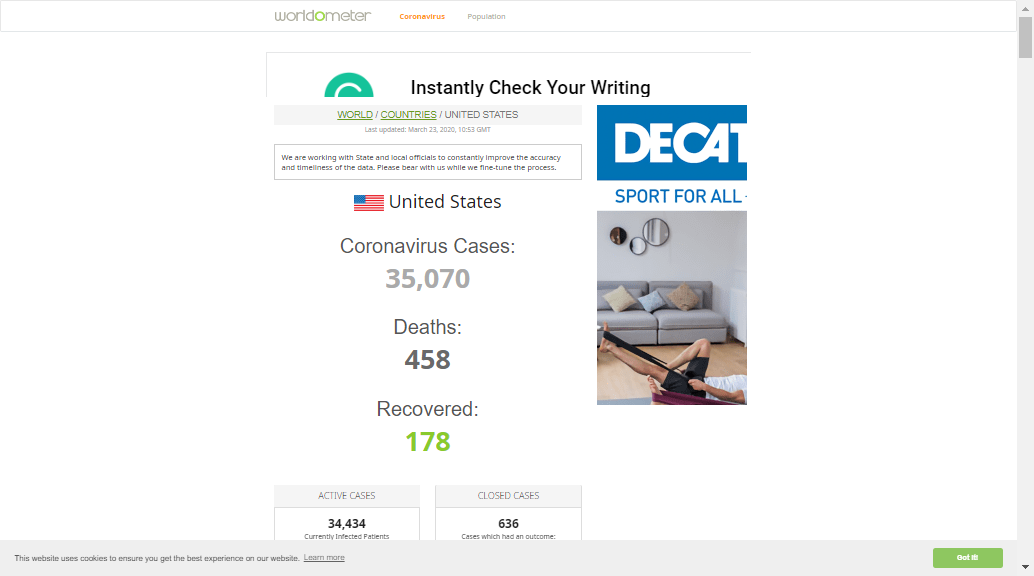 worldometer
Coronavirus
Population
Instantly Check Your Writing
WORLD / COUNTRIES / UNITED STATES
Last updated: March 23, 2020, 10:53 GMT
We are working with State and local officials to constantly improve the accuracy
and timeliness of the data. Please bear with us while we fine-tune the process.
United States
Coronavirus Cases:
35,070
Deaths:
458
Recovered:
178
DECAT
SPORT FOR ALL
ACTIVE CASES
34,434
Currently Infected Patients
CLOSED CASES
636
Cases which had an outcome:
This website uses cookies to ensure you get the best experience on our website. Learn more
Got it!